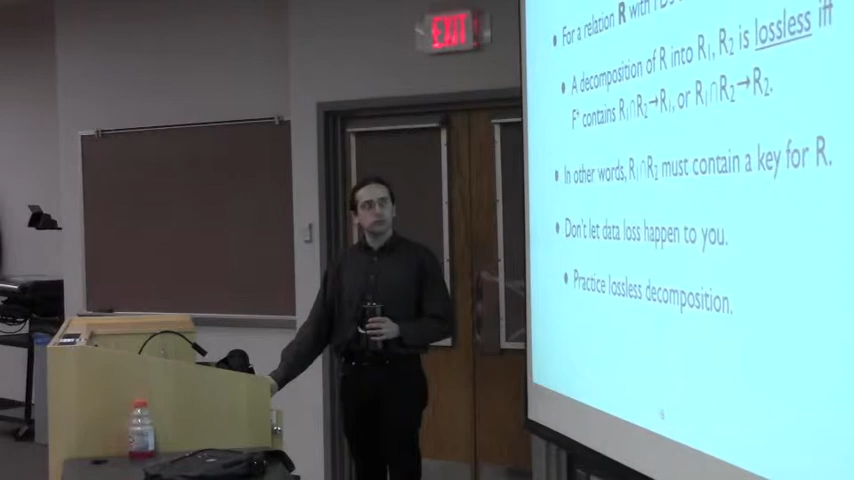 EXIT
• For a relation R with FDs
• A decomposition of R into R₁, R₂ is lossless iff
F⁺ contains R₁∩R₂→R₁, or R₁∩R₂→R₂.
• In other words, R₁∩R₂ must contain a key for R.
• Don't let data loss happen to you.
• Practice lossless decomposition.